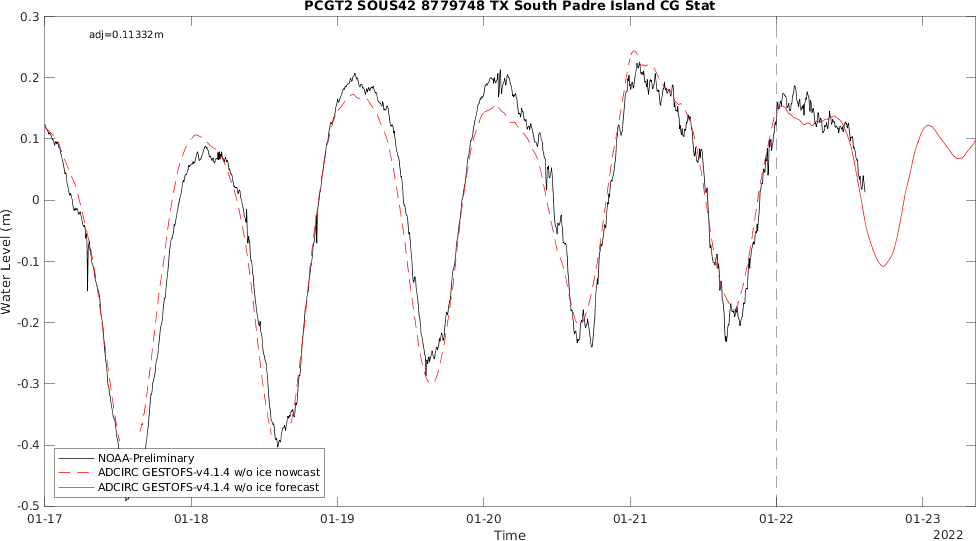 PCGT2 SOUS42 8779748 TX South Padre Island CG Stat
adj=0.11332m
0.3
0.2
0.1
0
-0.1
-0.2
-0.3
-0.4
-0.5
Water Level (m)
NOAA-Preliminary
ADCIRC GESTOFS-v4.1.4 w/o ice nowcast
ADCIRC GESTOFS-v4.1.4 w/o ice forecast
01-17 01-18 01-19 01-20 01-21 01-22 01-23
Time
2022